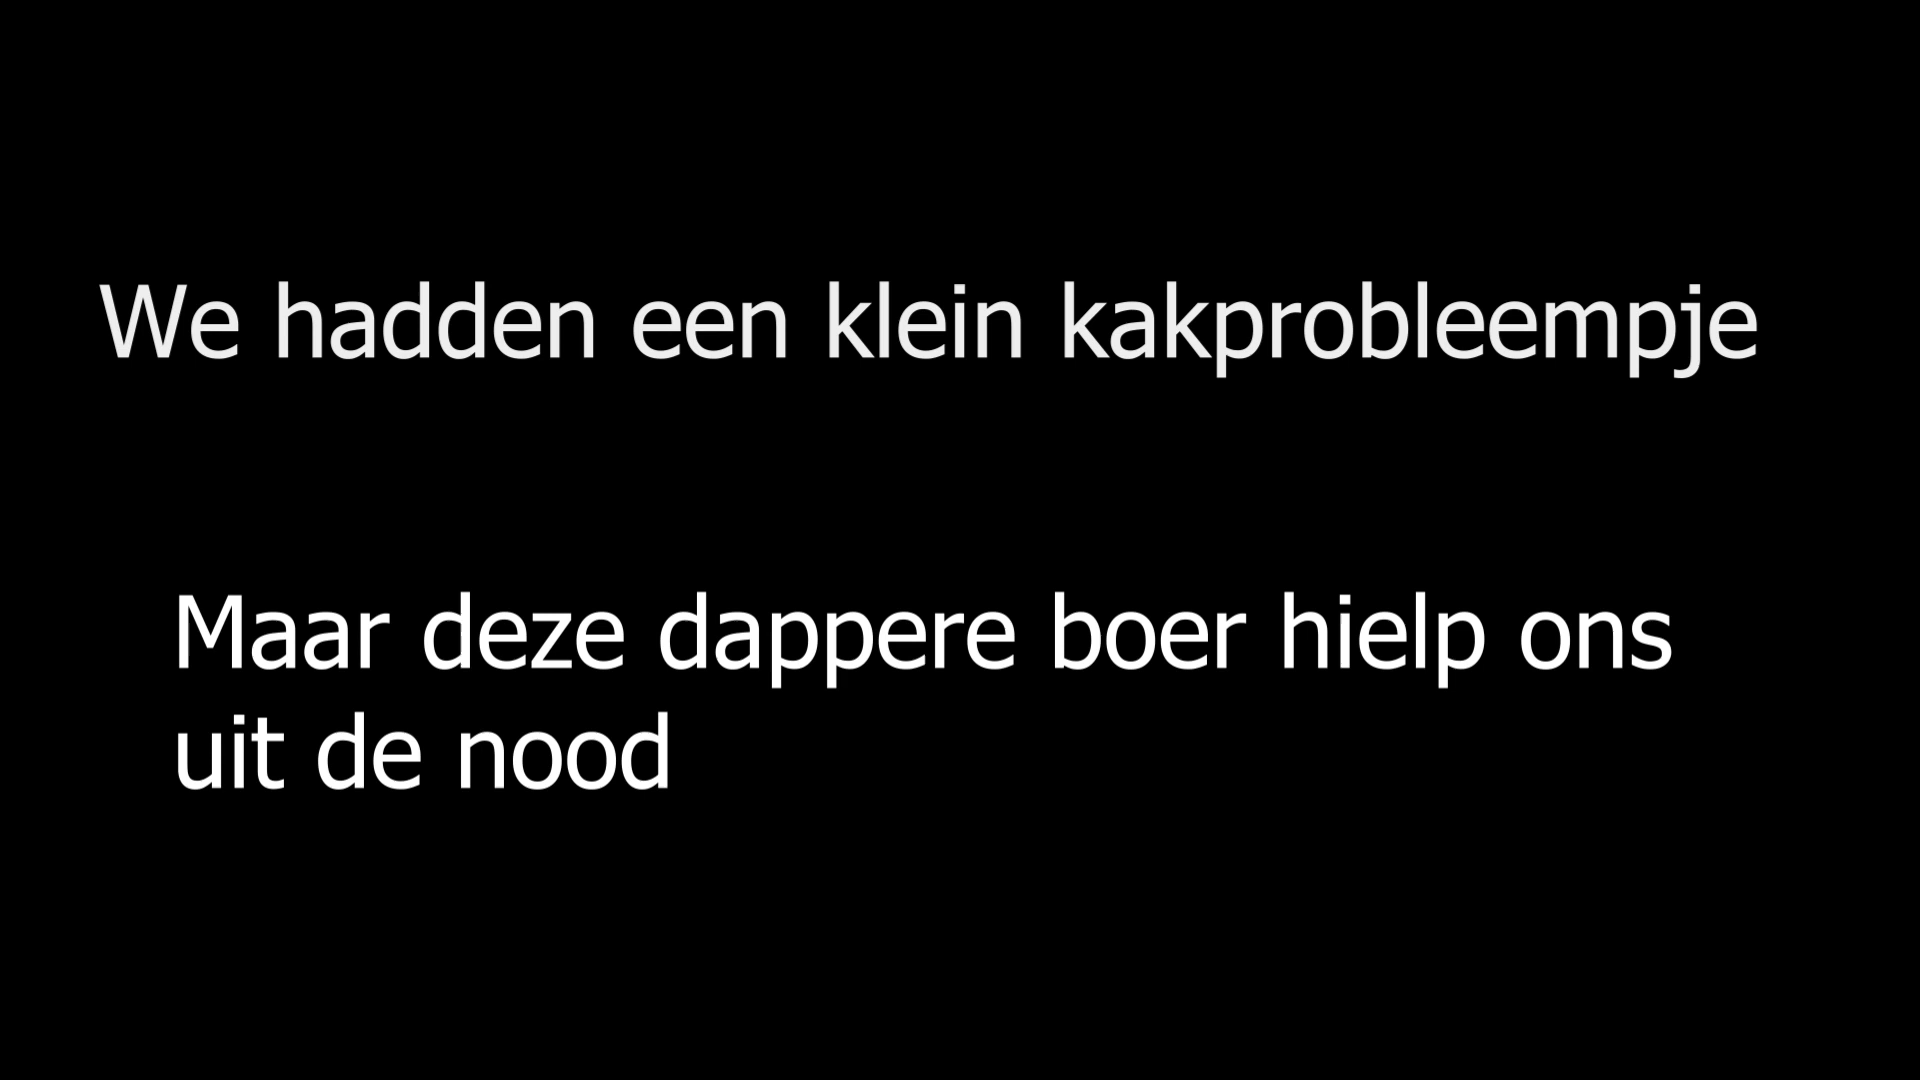 We hadden een klein kakprobleempje
Maar deze dappere boer hielp ons
uit de nood